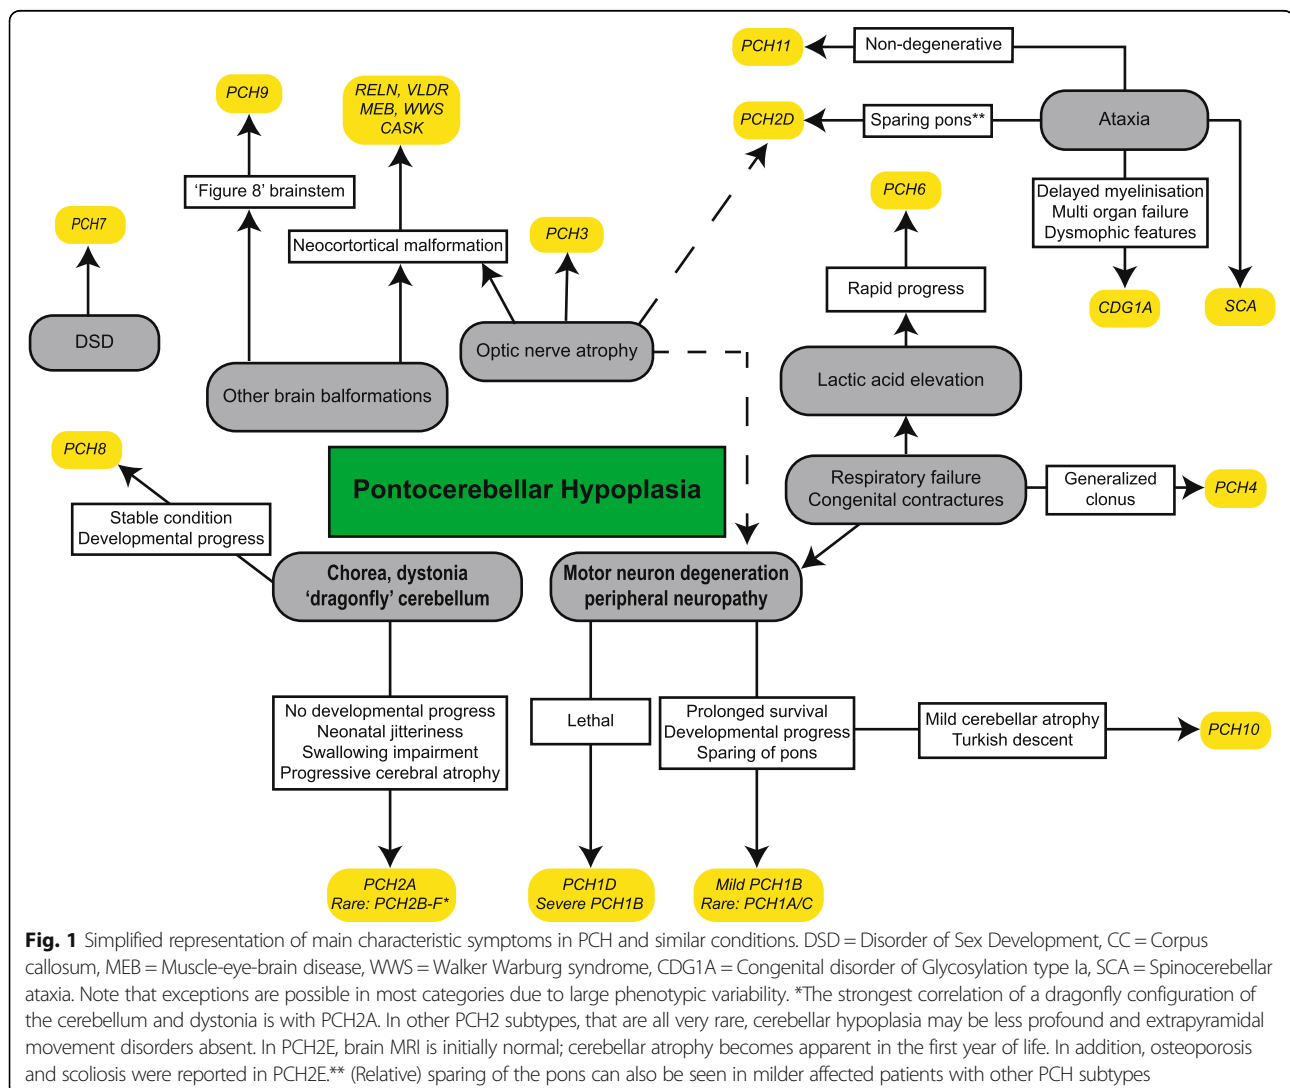 PCH11
Non-degenerative
PCH9
RELN, VLDR
MEB, WWS
CASK
PCH2D
Sparing pons**
Ataxia
'Figure 8' brainstem
PCH6
Delayed myelinisation
Multi organ failure
Dysmophic features
PCH7
Neocortortical malformation
PCH3
Rapid progress
CDG1A
SCA
DSD
Optic nerve atrophy
Lactic acid elevation
Other brain balformations
PCH8
Pontocerebellar Hypoplasia
Respiratory failure
Congenital contractures
Generalized
clonus
PCH4
Stable condition
Developmental progress
Chorea, dystonia
'dragonfly' cerebellum
Motor neuron degeneration
peripheral neuropathy
No developmental progress
Neonatal jitteriness
Swallowing impairment
Progressive cerebral atrophy
Lethal
Prolonged survival
Developmental progress
Sparing of pons
Mild cerebellar atrophy
Turkish descent
PCH10
PCH2A
Rare: PCH2B-F*
PCH1D
Severe PCH1B
Mild PCH1B
Rare: PCH1A/C
Fig. 1 Simplified representation of main characteristic symptoms in PCH and similar conditions. DSD = Disorder of Sex Development, CC = Corpus
callosum, MEB = Muscle-eye-brain disease, WWS = Walker Warburg syndrome, CDG1A = Congenital disorder of Glycosylation type Ia, SCA = Spinocerebellar
ataxia. Note that exceptions are possible in most categories due to large phenotypic variability. *The strongest correlation of a dragonfly configuration of
the cerebellum and dystonia is with PCH2A. In other PCH2 subtypes, that are all very rare, cerebellar hypoplasia may be less profound and extrapyramidal
movement disorders absent. In PCH2E, brain MRI is initially normal; cerebellar atrophy becomes apparent in the first year of life. In addition, osteoporosis
and scoliosis were reported in PCH2E.** (Relative) sparing of the pons can also be seen in milder affected patients with other PCH subtypes